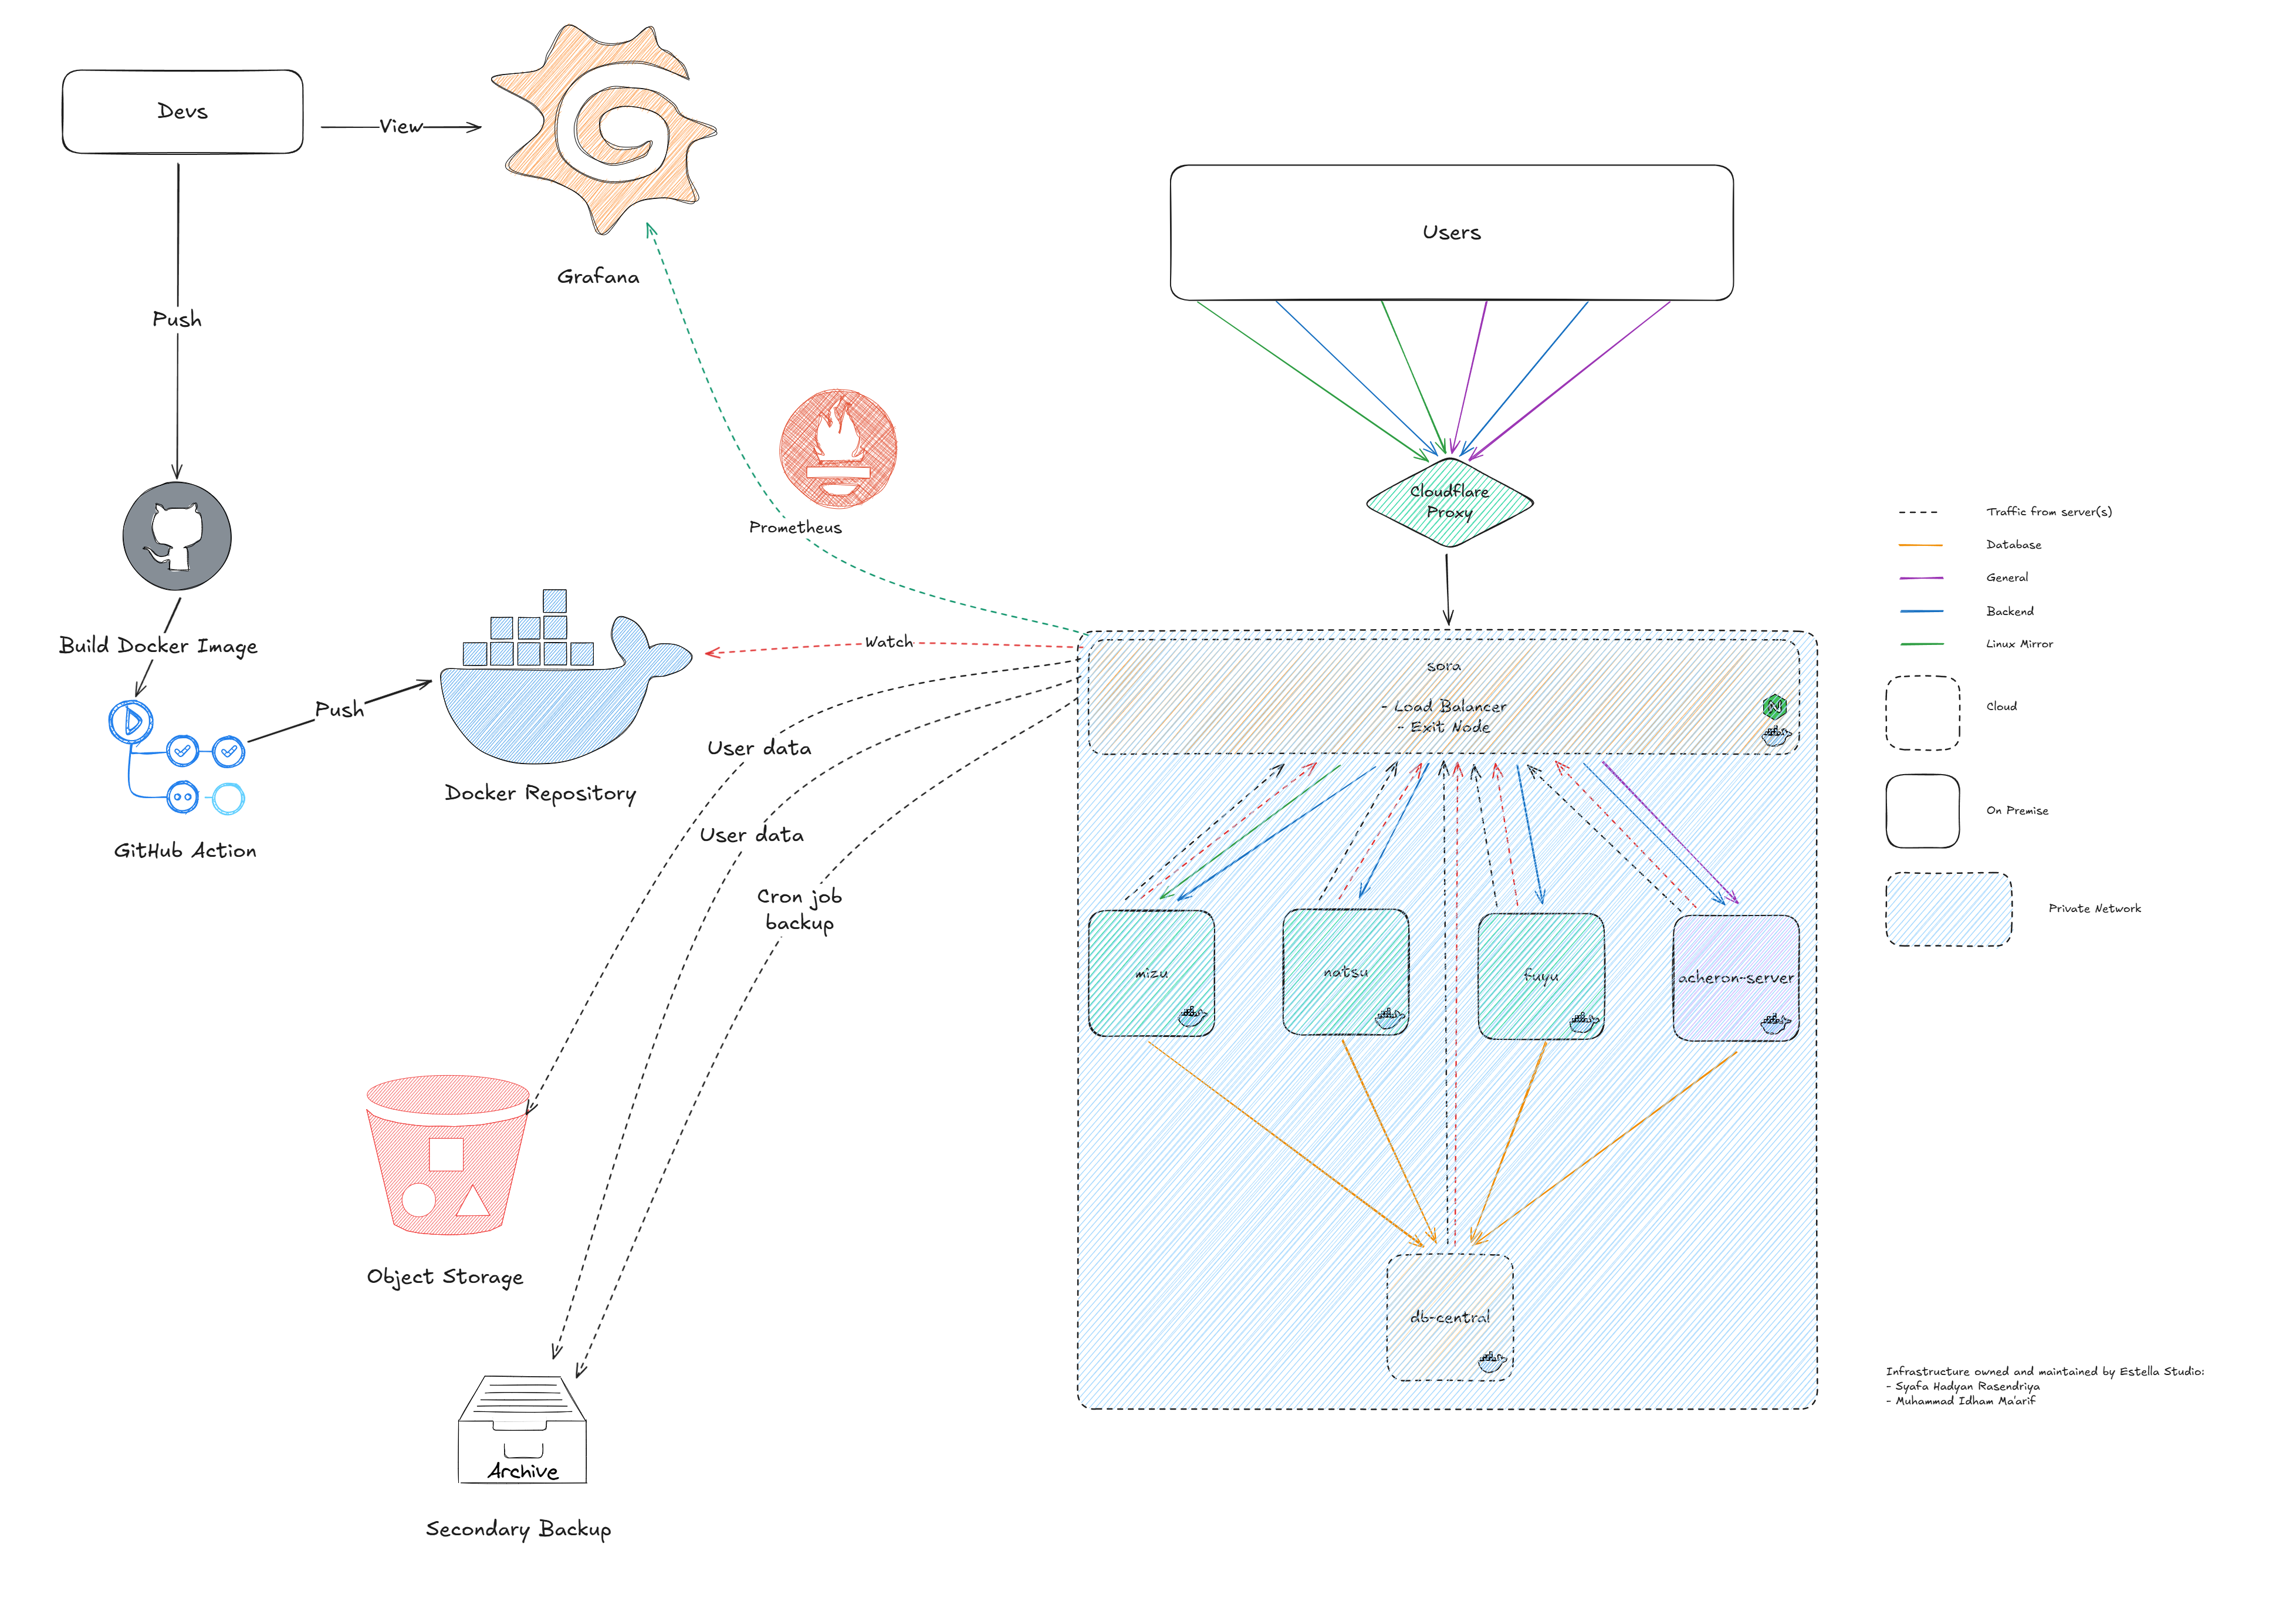 Devs
View
Grafana
Push
Users
Cloudflare
Proxy
Prometheus
Build Docker Image
Push
GitHub Action
Docker Repository
Watch
User data
User data
Cron job
backup
sora
- Load Balancer
- Exit Node
N
mizu
natsu
fuyu
acheron-server
db-central
Object Storage
Archive
Secondary Backup
Traffic from server(s)
Database
General
Backend
Linux Mirror
Cloud
On Premise
Private Network
Infrastructure owned and maintained by Estella Studio:
- Syafa Hadyan Rasendriya
- Muhammad Idham Ma'arif